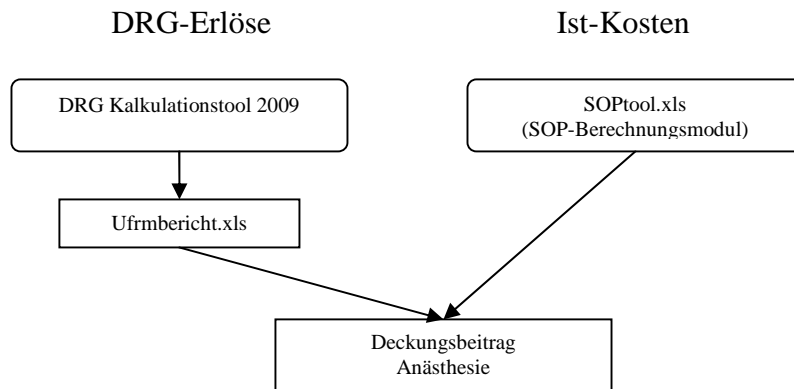 DRG-Erlöse
Ist-Kosten
DRG Kalkulationstool 2009
SOPtool.xls
(SOP-Berechnungsmodul)
Ufrmbericht.xls
Deckungsbeitrag
Anästhesie